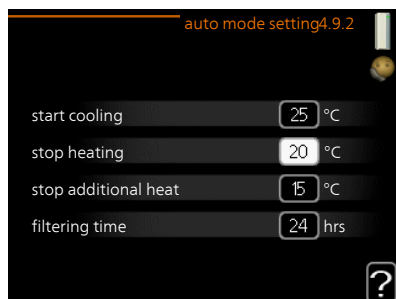 auto mode setting4.9.2
start cooling 25 °C
stop heating 20 °C
stop additional heat 15 °C
filtering time 24 hrs
?